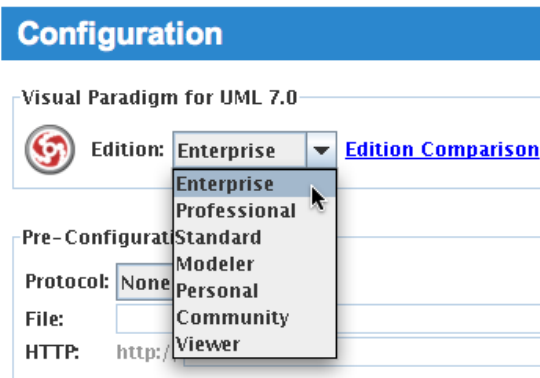 Configuration
Visual Paradigm for UML 7.0
Edition: Enterprise Edition Comparison
Enterprise
Professional
Pre-Configurati Standard
Modeler
Protocol: None
Personal
File: Community
HTTP: http:/ Viewer